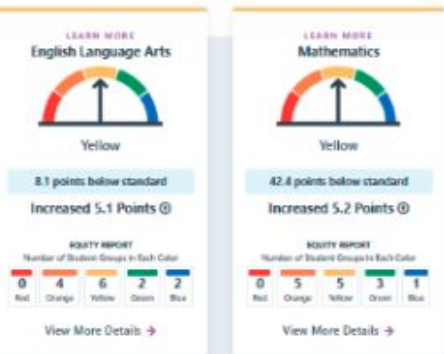 LEARN MORE
English Language Arts
Yellow
8.1 points below standard
Increased 5.1 Points
EQUITY REPORT
Number of Student Groups in Each Color
0 4 6 2 2
Red Orange Yellow Green Blue
View More Details →
LEARN MORE
Mathematics
Yellow
42.4 points below standard
Increased 5.2 Points
EQUITY REPORT
Number of Student Groups in Each Color
0 5 5 3 1
Red Orange Yellow Green Blue
View More Details →